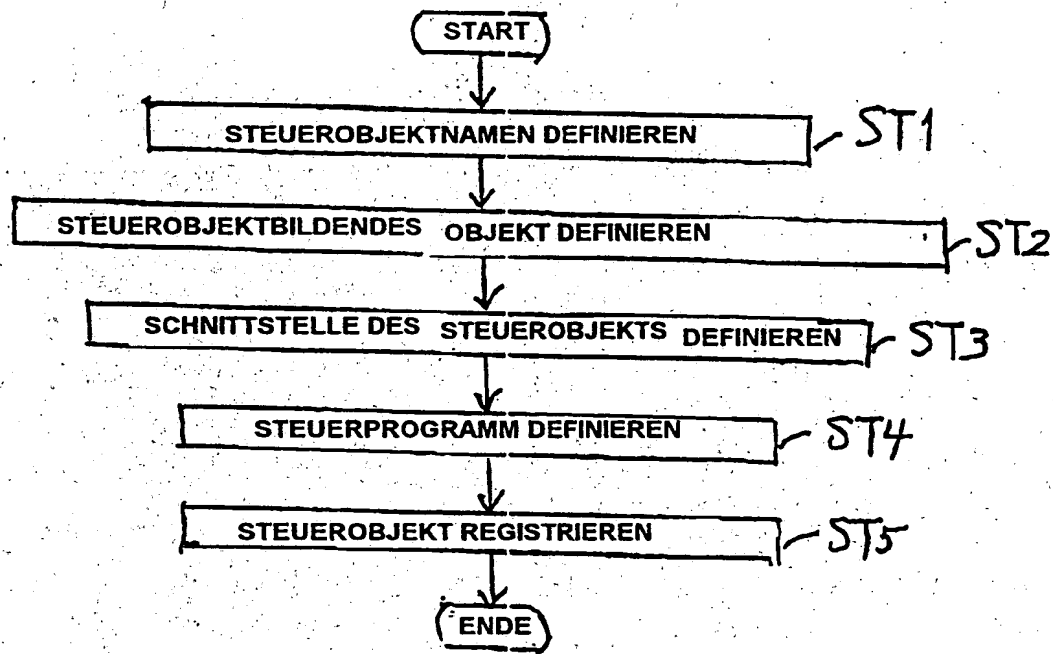 START
STEUEROBJEKTNAMEN DEFINIEREN ST1
STEUEROBJEKTBILDENDES OBJEKT DEFINIEREN ST2
SCHNITTSTELLE DES STEUEROBJEKTS DEFINIEREN ST3
STEUERPROGRAMM DEFINIEREN ST4
STEUEROBJEKT REGISTRIEREN ST5
ENDE